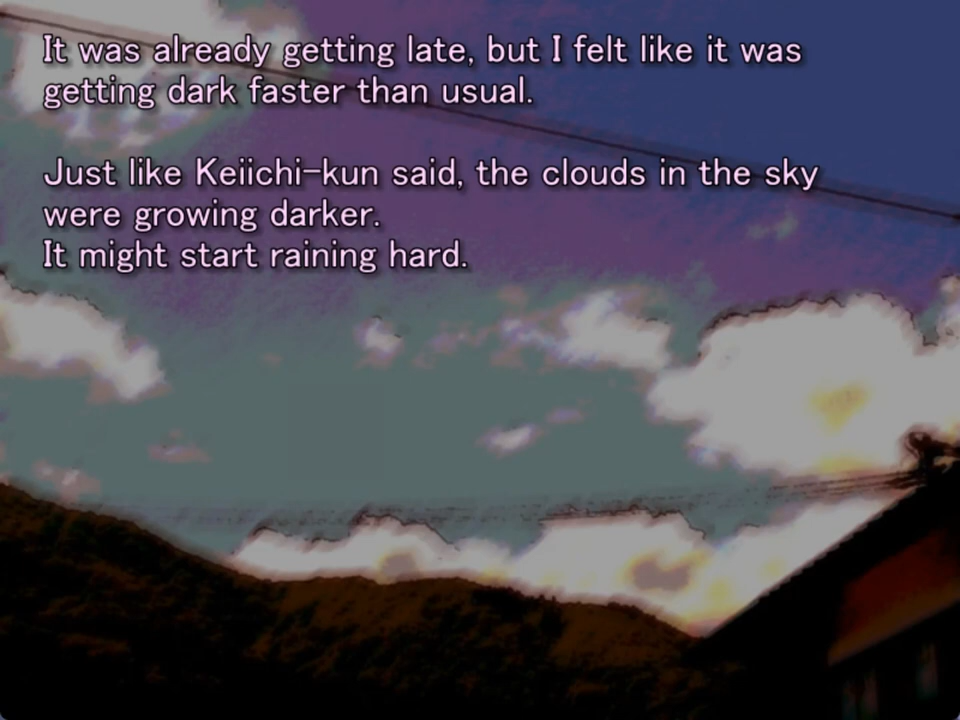 It was already getting late, but I felt like it was
getting dark faster than usual.
Just like Keiichi-kun said, the clouds in the sky
were growing darker.
It might start raining hard.